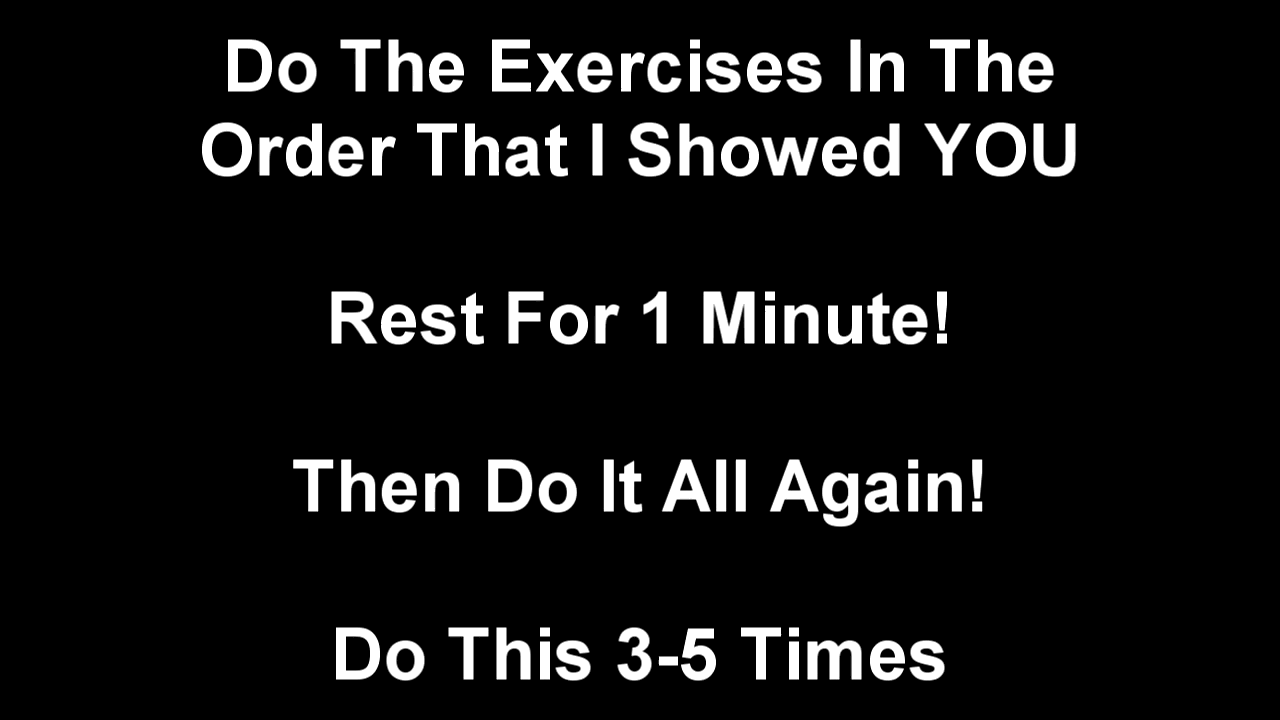 Do The Exercises In The
Order That I Showed YOU
Rest For 1 Minute!
Then Do It All Again!
Do This 3-5 Times